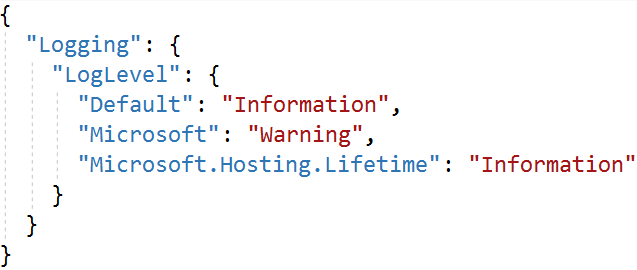 {
  "Logging": {
    "LogLevel": {
      "Default": "Information",
      "Microsoft": "Warning",
      "Microsoft.Hosting.Lifetime": "Information"
    }
  }
}